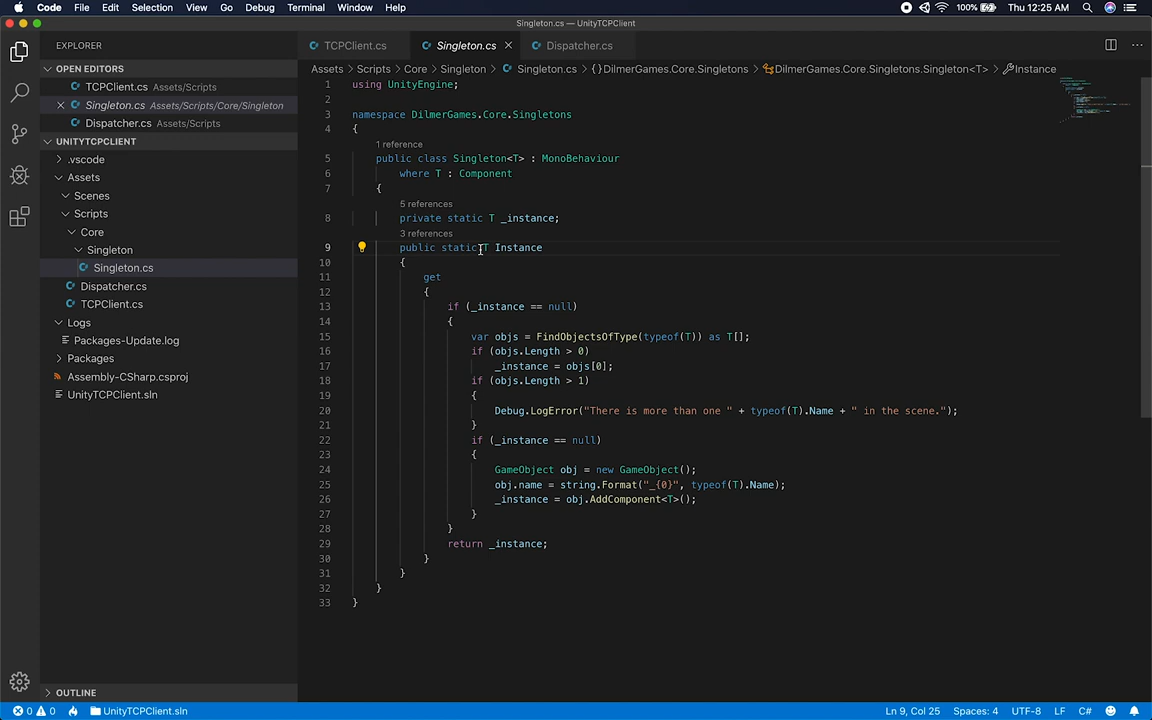 Code File Edit Selection View Go Debug Terminal Window Help 100% Thu 12:25 AM
Singleton.cs — UnityTCPClient
EXPLORER
OPEN EDITORS
TCPClient.cs Assets/Scripts
Singleton.cs Assets/Scripts/Core/Singleton
Dispatcher.cs Assets/Scripts
UNITYTCPCLIENT
.vscode
Assets
Scenes
Scripts
Core
Singleton
Singleton.cs
Dispatcher.cs
TCPClient.cs
Logs
Packages-Update.log
Packages
Assembly-CSharp.csproj
UnityTCPClient.sln
OUTLINE
TCPClient.cs Singleton.cs Dispatcher.cs
Assets > Scripts > Core > Singleton > Singleton.cs > {} DilmerGames.Core.Singletons > DilmerGames.Core.Singletons.Singleton<T> > Instance
1 using UnityEngine;
2
3 namespace DilmerGames.Core.Singletons
4 {
1 reference
5 public class Singleton<T> : MonoBehaviour
6 where T : Component
7 {
5 references
8 private static T _instance;
3 references
9 public static T Instance
10 {
11 get
12 {
13 if (_instance == null)
14 {
15 var objs = FindObjectsOfType(typeof(T)) as T[];
16 if (objs.Length > 0)
17 _instance = objs[0];
18 if (objs.Length > 1)
19 {
20 Debug.LogError("There is more than one " + typeof(T).Name + " in the scene.");
21 }
22 if (_instance == null)
23 {
24 GameObject obj = new GameObject();
25 obj.name = string.Format("_{0}", typeof(T).Name);
26 _instance = obj.AddComponent<T>();
27 }
28 }
29 return _instance;
30 }
31 }
32 }
33 }
0 0 UnityTCPClient.sln Ln 9, Col 25 Spaces: 4 UTF-8 LF C#